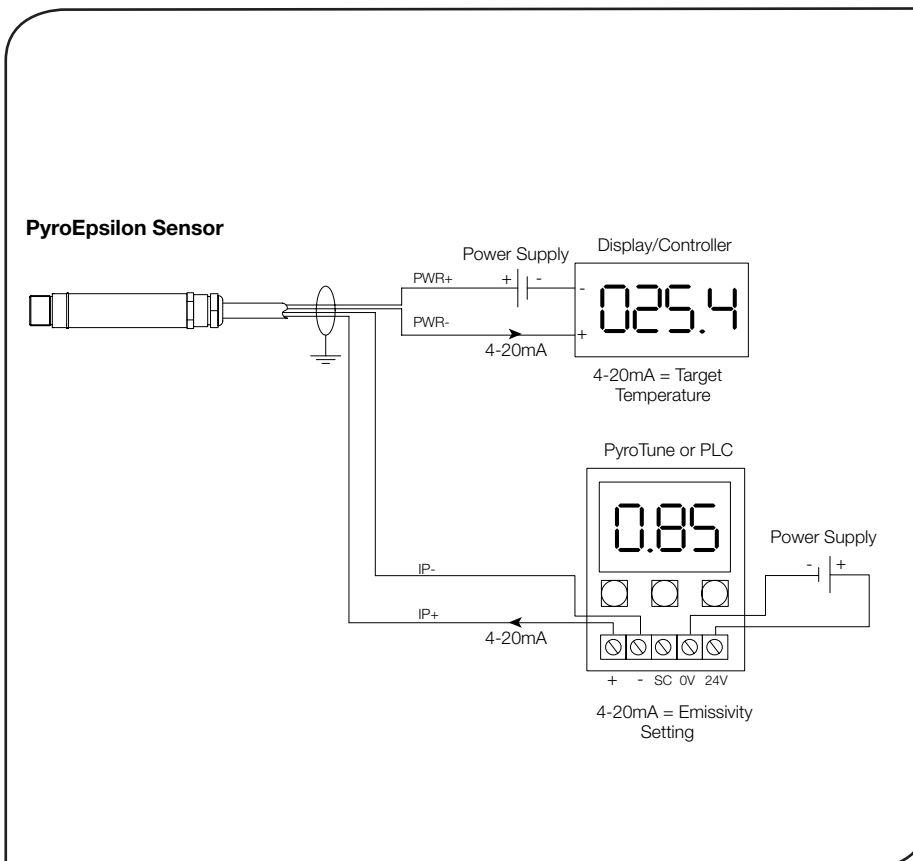 PyroEpsilon Sensor
Display/Controller
Power Supply
PWR+
+ -
-
025.4
PWR-
+
4-20mA
4-20mA = Target
Temperature
PyroTune or PLC
0.85
Power Supply
- +
IP-
IP+
4-20mA
+ - SC 0V 24V
4-20mA = Emissivity
Setting